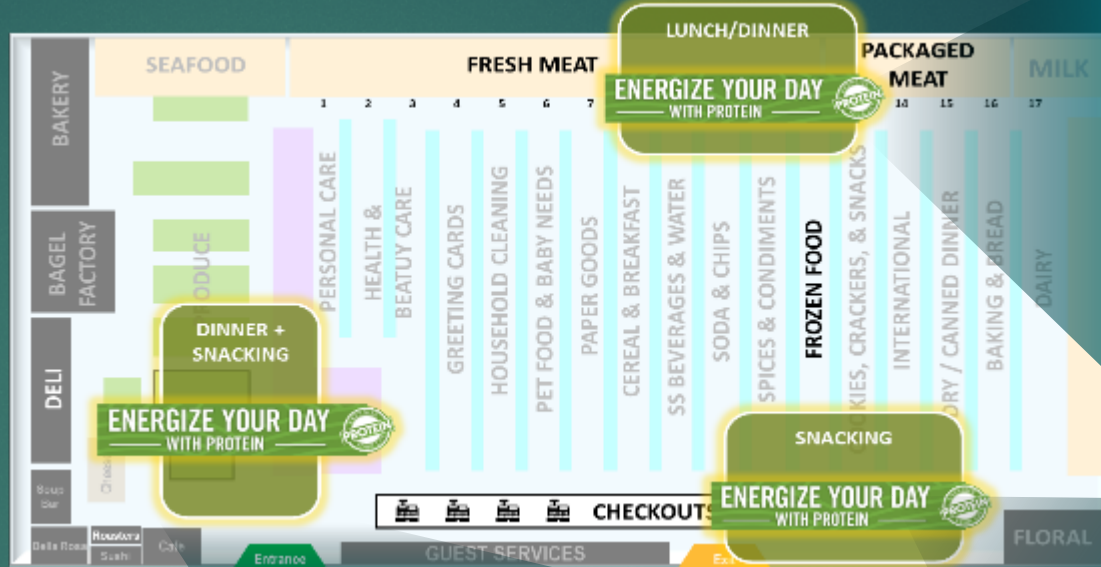 LUNCH/DINNER
ENERGIZE YOUR DAY
WITH PROTEIN
PROTEIN
BAKERY
SEAFOOD
FRESH MEAT
PACKAGED
MEAT
MILK
1 2 3 4 5 6 7 14 15 16 17
BAGEL
FACTORY
PRODUCE
PERSONAL CARE
HEALTH &
BEATUY CARE
GREETING CARDS
HOUSEHOLD CLEANING
PET FOOD & BABY NEEDS
PAPER GOODS
CEREAL & BREAKFAST
SS BEVERAGES & WATER
SODA & CHIPS
SPICES & CONDIMENTS
FROZEN FOOD
COOKIES, CRACKERS, & SNACKS
INTERNATIONAL
DRY / CANNED DINNER
BAKING & BREAD
DAIRY
DELI
DINNER +
SNACKING
ENERGIZE YOUR DAY
WITH PROTEIN
PROTEIN
SNACKING
ENERGIZE YOUR DAY
WITH PROTEIN
Soup
Bar
CHECKOUTS
Roasters
Sushi
Cafe
Entrance
GUEST SERVICES
FLORAL